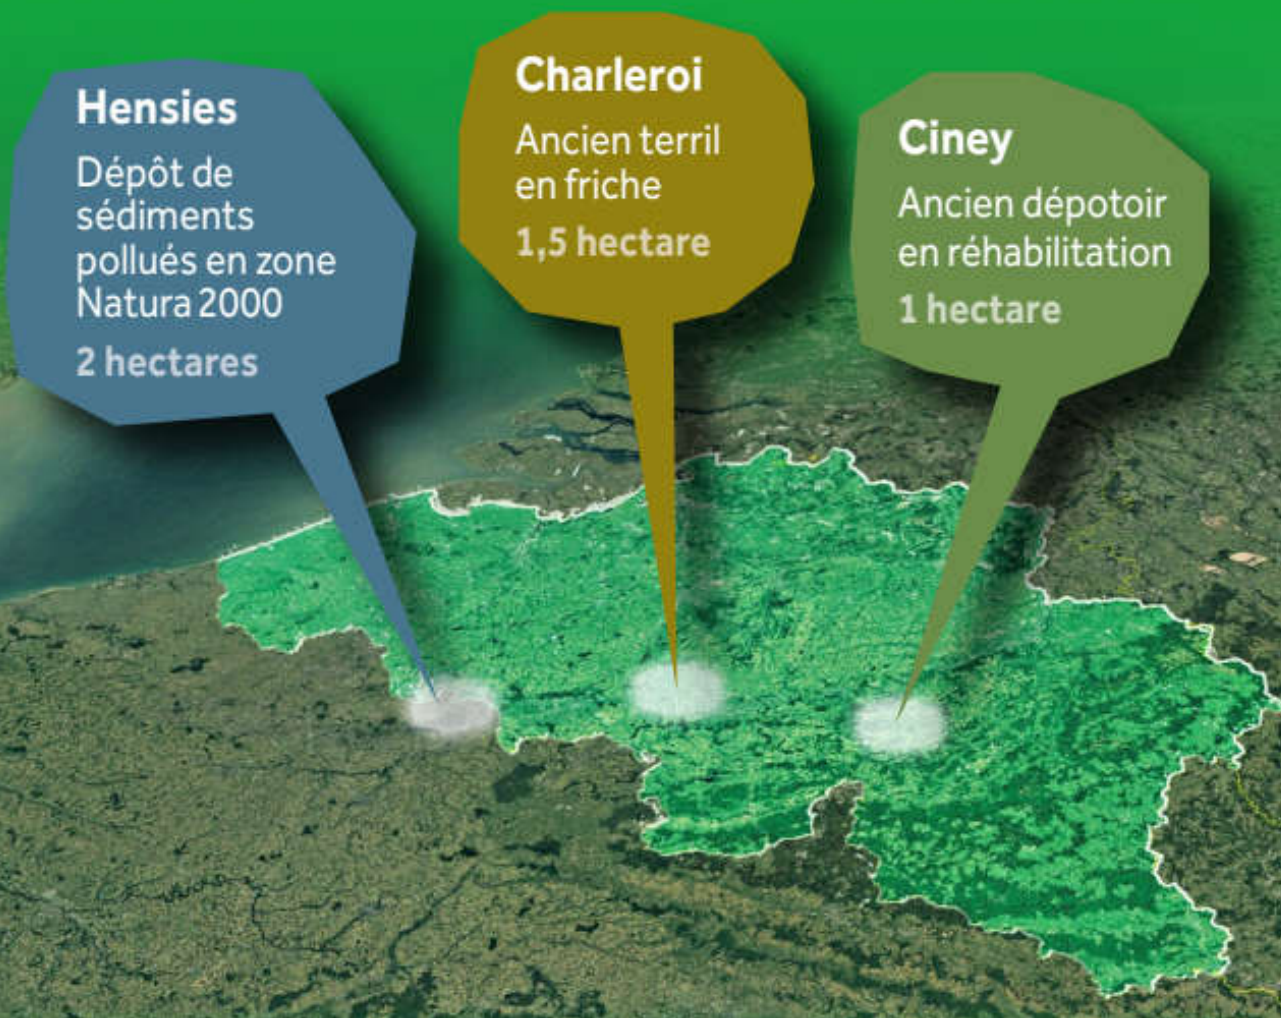 Hensies
Dépôt de
sédiments
pollués en zone
Natura 2000
2 hectares
Charleroi
Ancien terril
en friche
1,5 hectare
Ciney
Ancien dépotoir
en réhabilitation
1 hectare